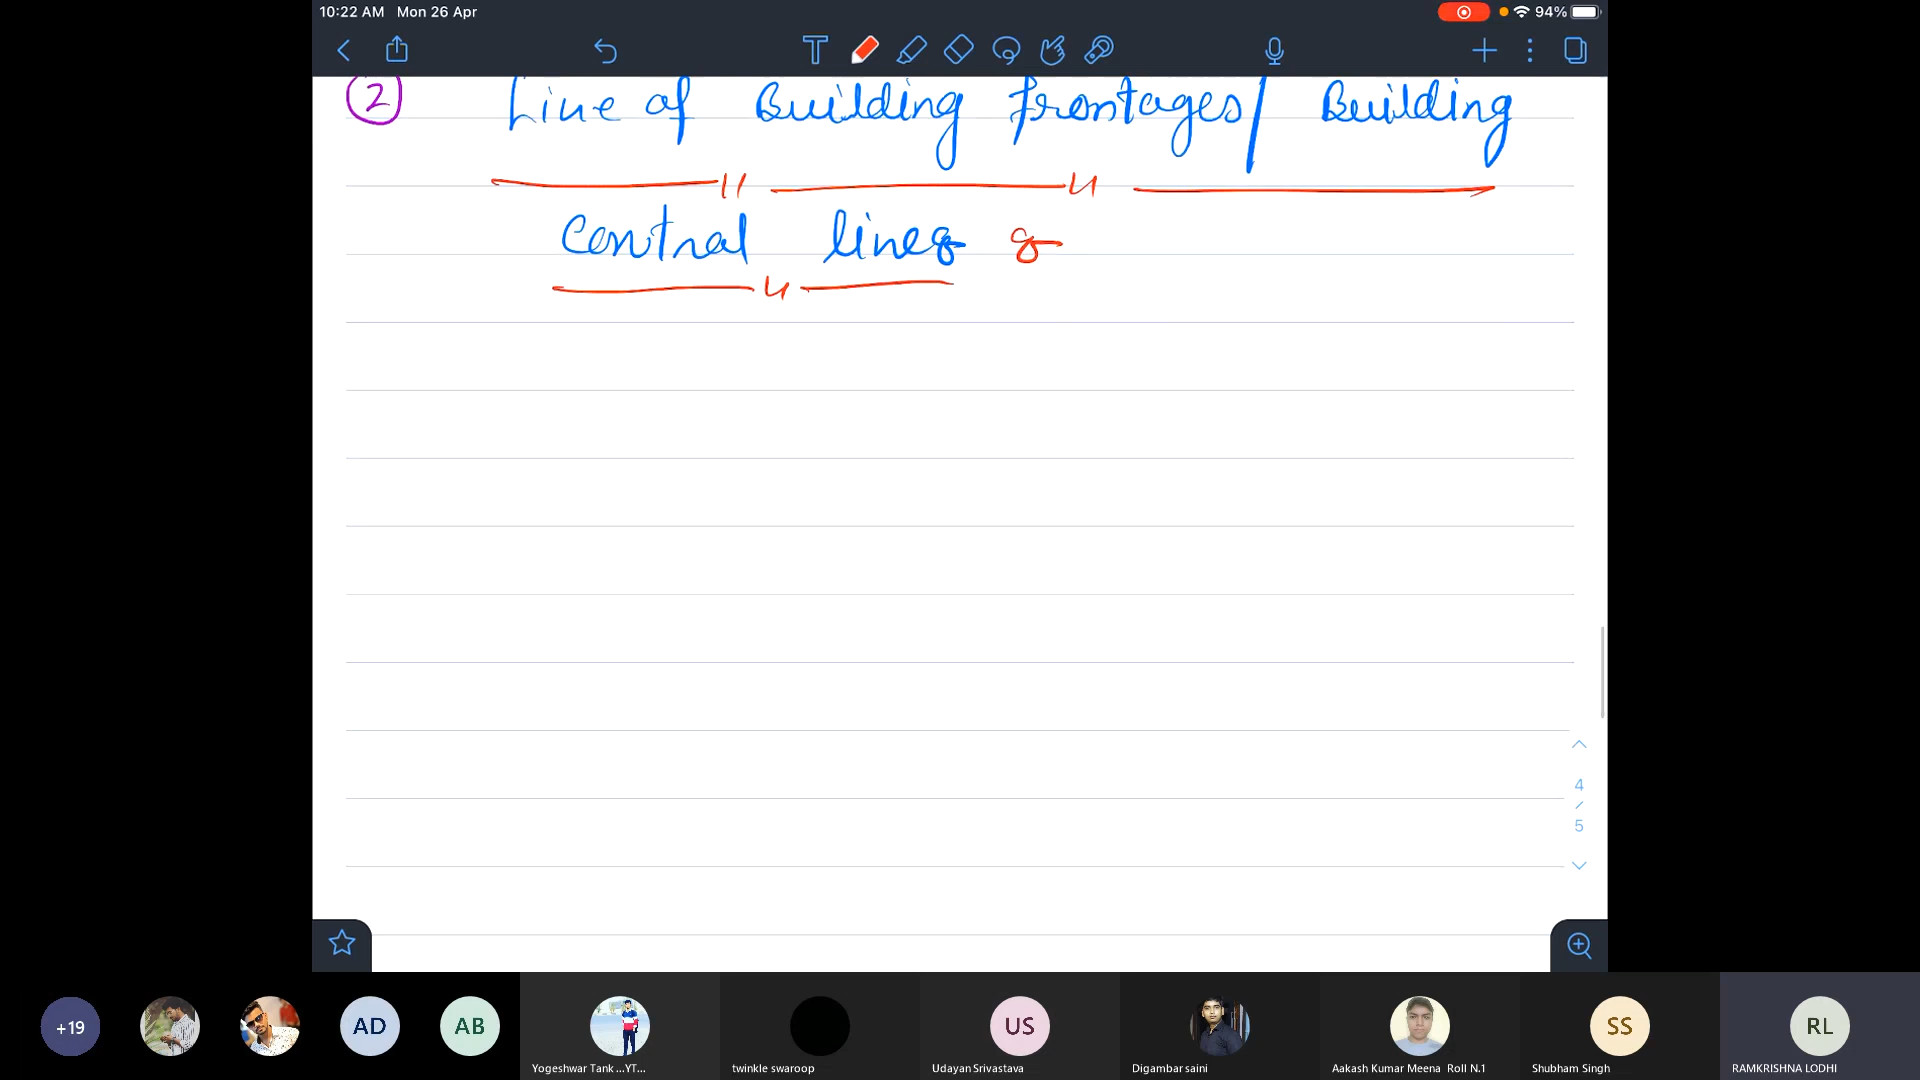 10:22 AM Mon 26 Apr
94%
2 Line of Building frontages/ Building
Central lines
4
/
5
+19
AD
AB
US
SS
RL
Yogeshwar Tank ...YT...
twinkle swaroop
Udayan Srivastava
Digambar saini
Aakash Kumar Meena Roll N.1
Shubham Singh
RAMKRISHNA LODHI